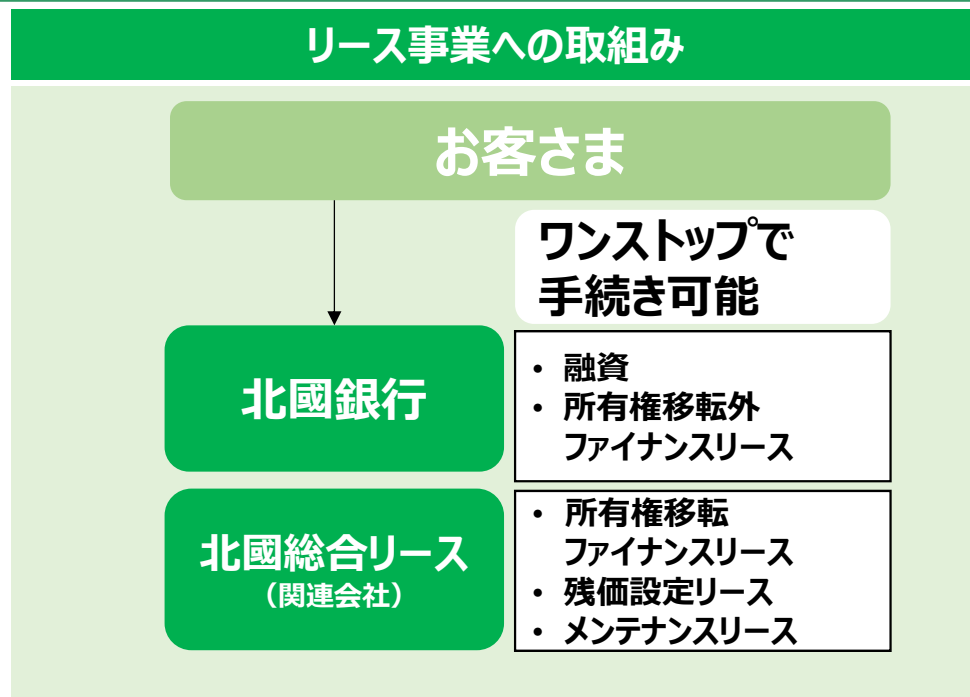 リース事業への取組み
お客さま
ワンストップで
手続き可能
北國銀行
・ 融資
・ 所有権移転外
ファイナンスリース
北國総合リース
（関連会社）
・ 所有権移転
ファイナンスリース
・ 残価設定リース
・ メンテナンスリース